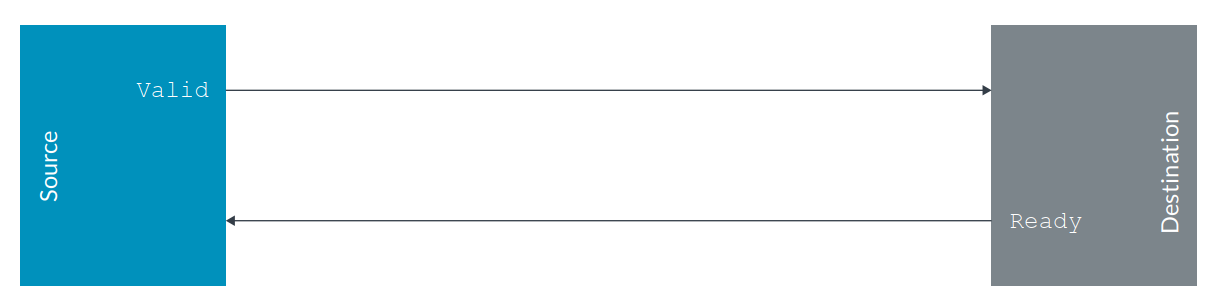 Source
Valid
Ready
Destination